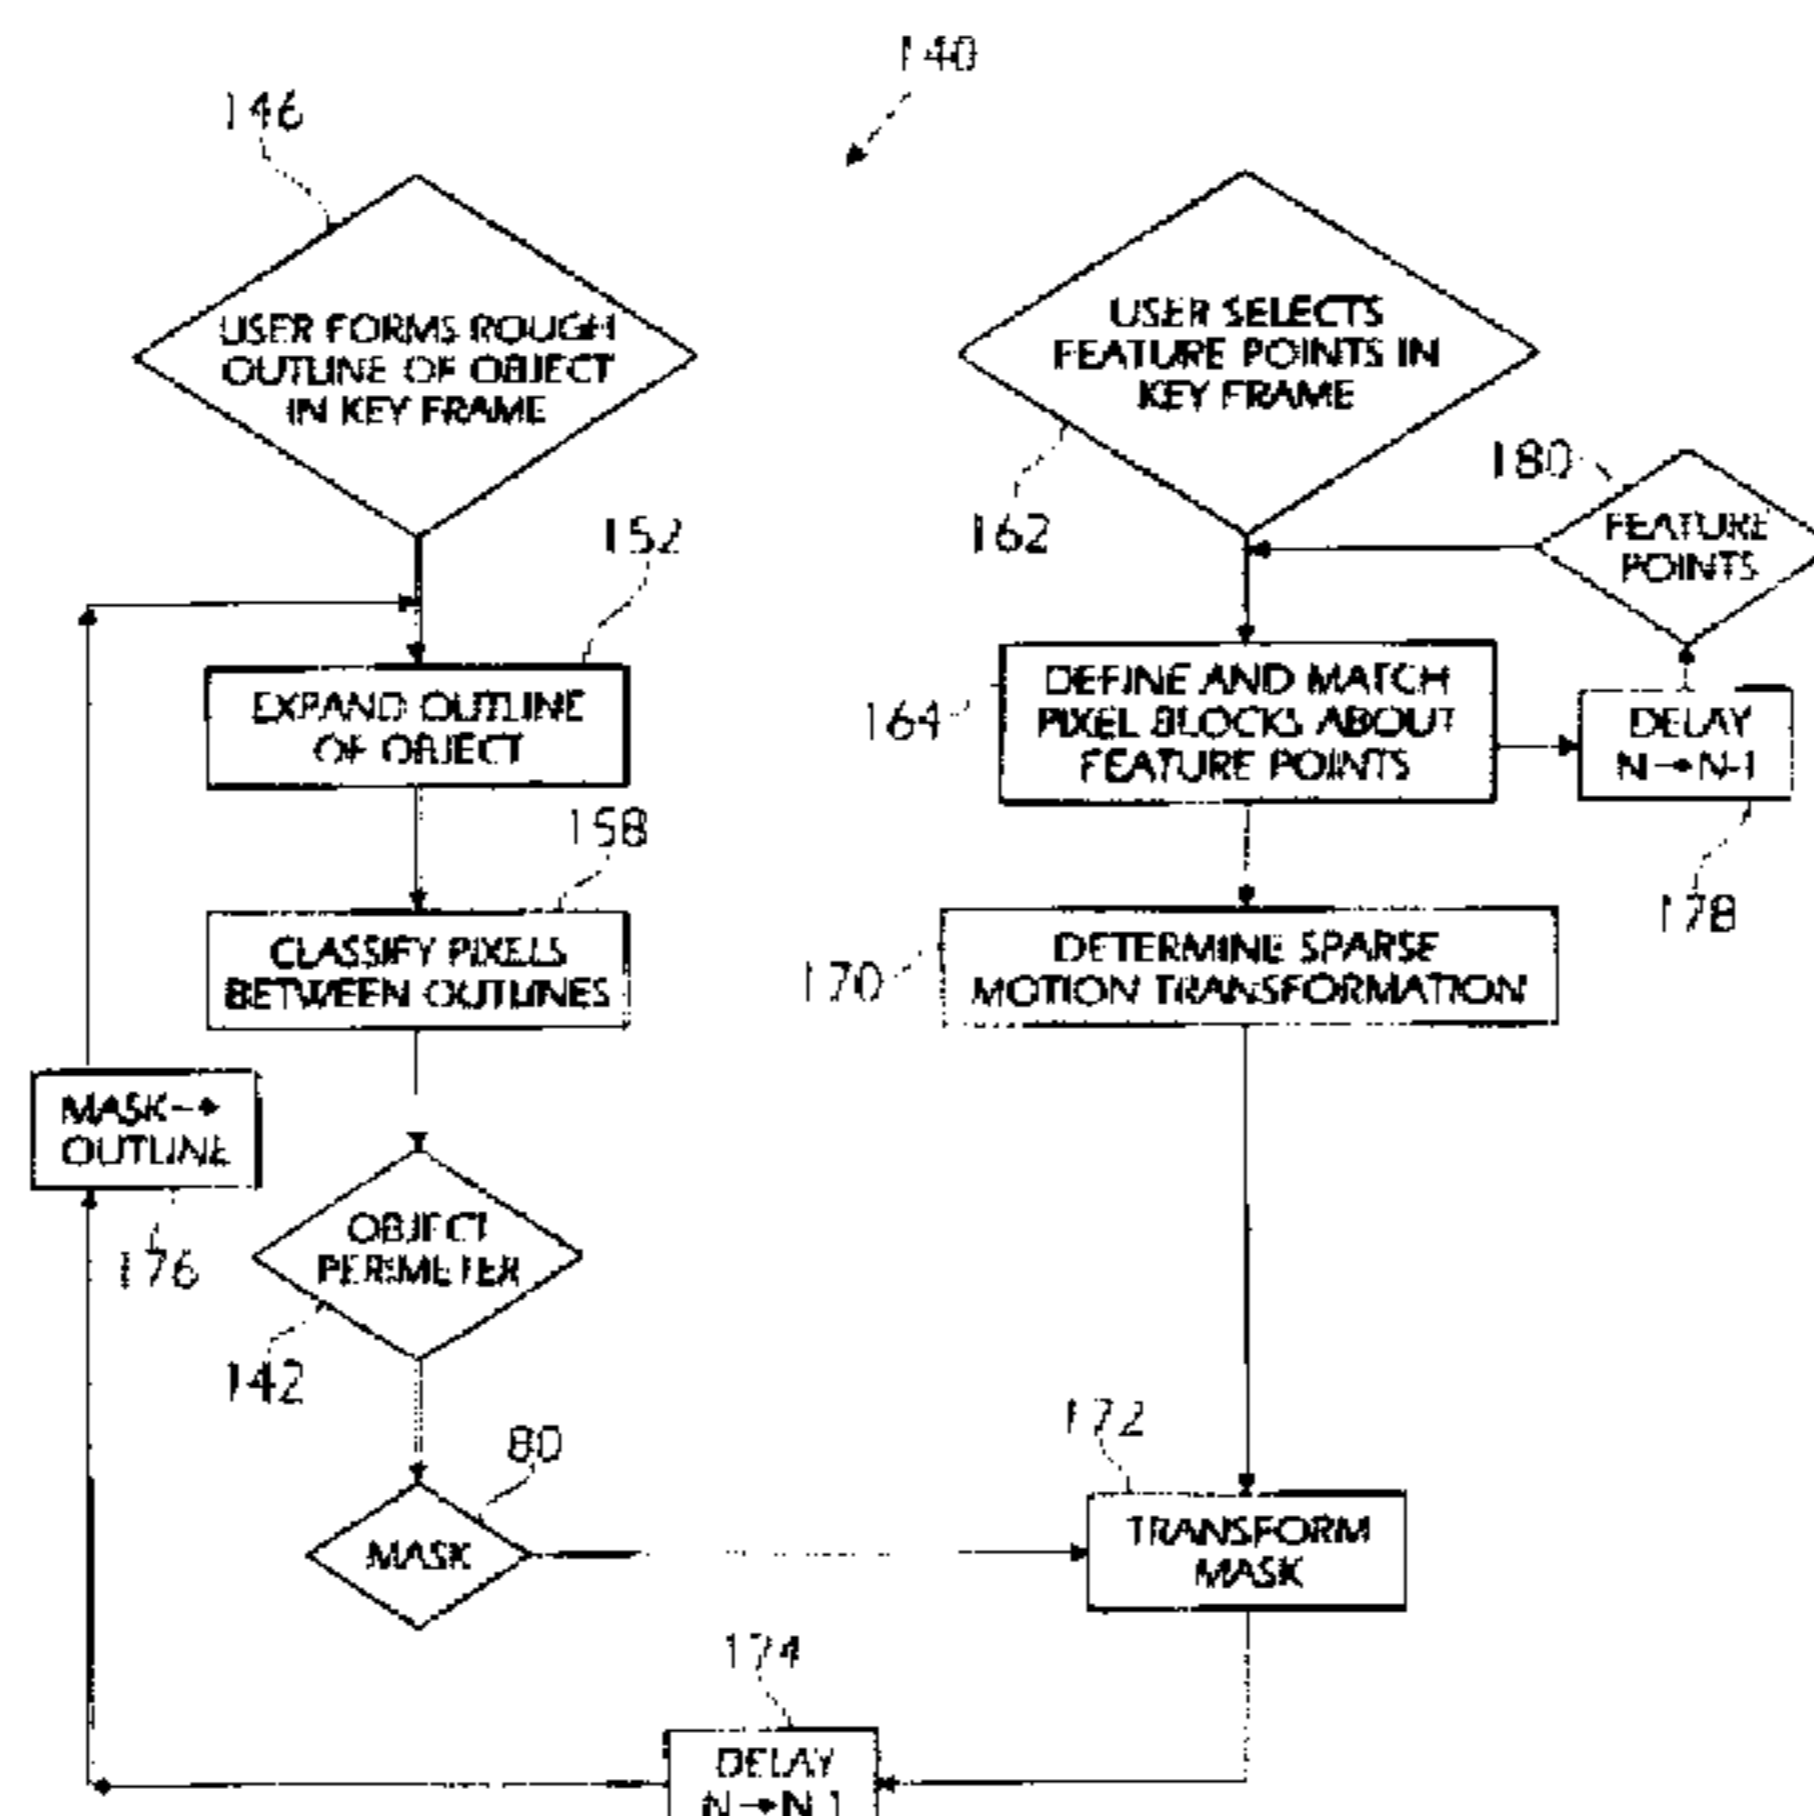 140
146
USER FORMS ROUGH
OUTLINE OF OBJECT
IN KEY FRAME
USER SELECTS
FEATURE POINTS IN
KEY FRAME
162
180
FEATURE
POINTS
152
EXPAND OUTLINE
OF OBJECT
164
DEFINE AND MATCH
PIXEL BLOCKS ABOUT
FEATURE POINTS
DELAY
N→N-1
178
158
CLASSIFY PIXELS
BETWEEN OUTLINES
170
DETERMINE SPARSE
MOTION TRANSFORMATION
MASK→
OUTLINE
176
OBJECT
PERIMETER
142
80
MASK
172
TRANSFORM
MASK
174
DELAY
N→N-1